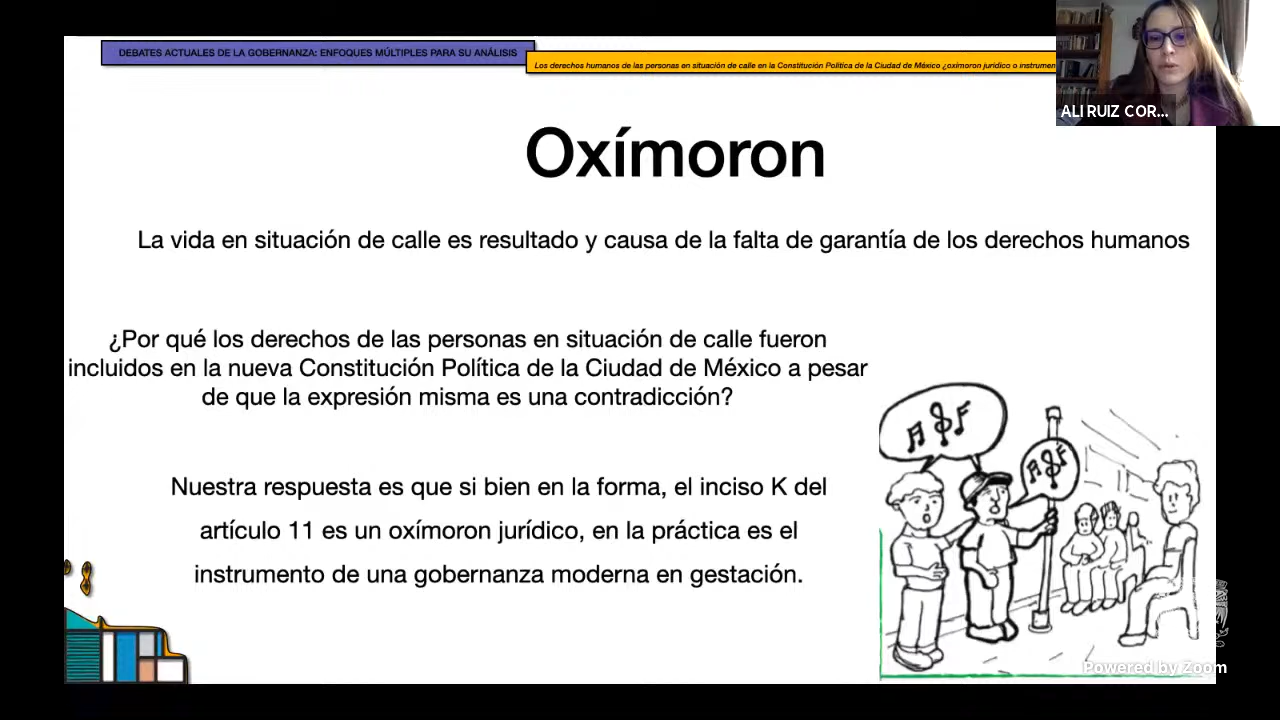 DEBATES ACTUALES DE LA GOBERNANZA: ENFOQUES MÚLTIPLES PARA SU ANÁLISIS
Los derechos humanos de las personas en situación de calle en la Constitución Política de la Ciudad de México ¿oxímoron jurídico o instrumen
ALI RUIZ COR...
Oxímoron
La vida en situación de calle es resultado y causa de la falta de garantía de los derechos humanos
¿Por qué los derechos de las personas en situación de calle fueron
incluidos en la nueva Constitución Política de la Ciudad de México a pesar
de que la expresión misma es una contradicción?
Nuestra respuesta es que si bien en la forma, el inciso K del
artículo 11 es un oxímoron jurídico, en la práctica es el
instrumento de una gobernanza moderna en gestación.
Powered by Zoom